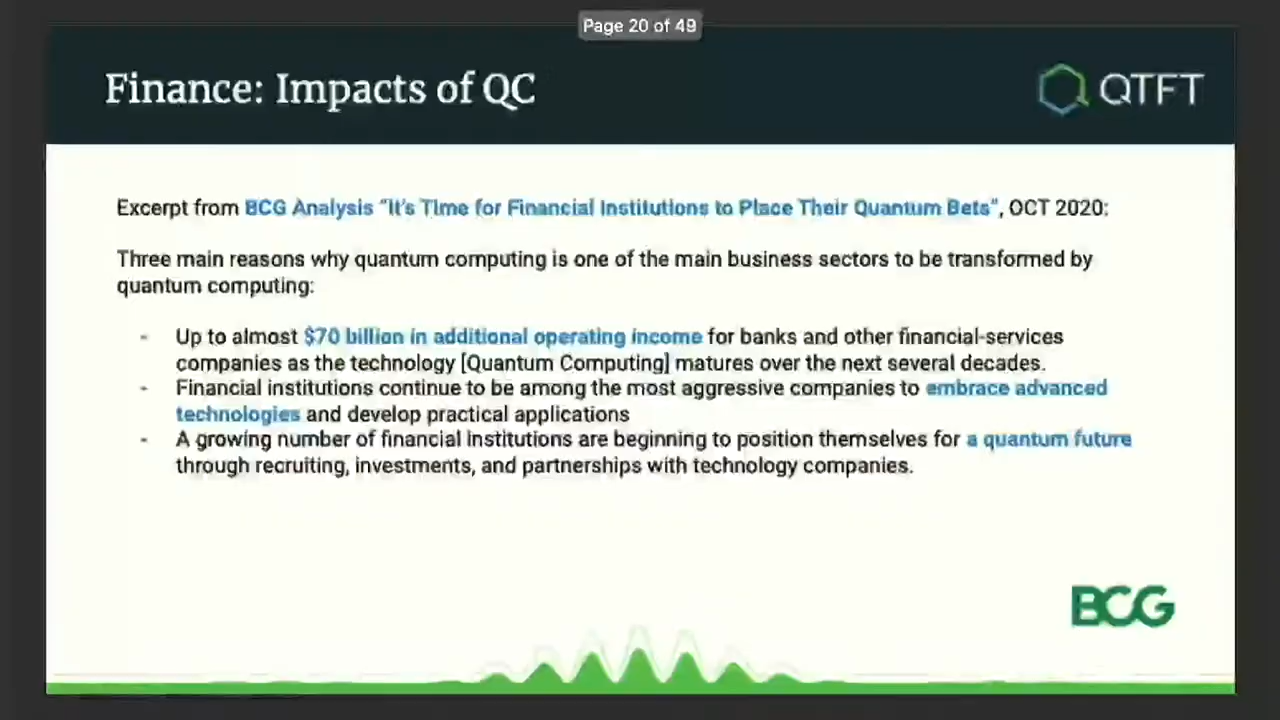 Page 20 of 49
Finance: Impacts of QC
QTFT
Excerpt from BCG Analysis “It's Time for Financial Institutions to Place Their Quantum Bets”, OCT 2020:
Three main reasons why quantum computing is one of the main business sectors to be transformed by
quantum computing:
- Up to almost $70 billion in additional operating income for banks and other financial-services
companies as the technology [Quantum Computing] matures over the next several decades.
- Financial institutions continue to be among the most aggressive companies to embrace advanced
technologies and develop practical applications
- A growing number of financial institutions are beginning to position themselves for a quantum future
through recruiting, investments, and partnerships with technology companies.
BCG